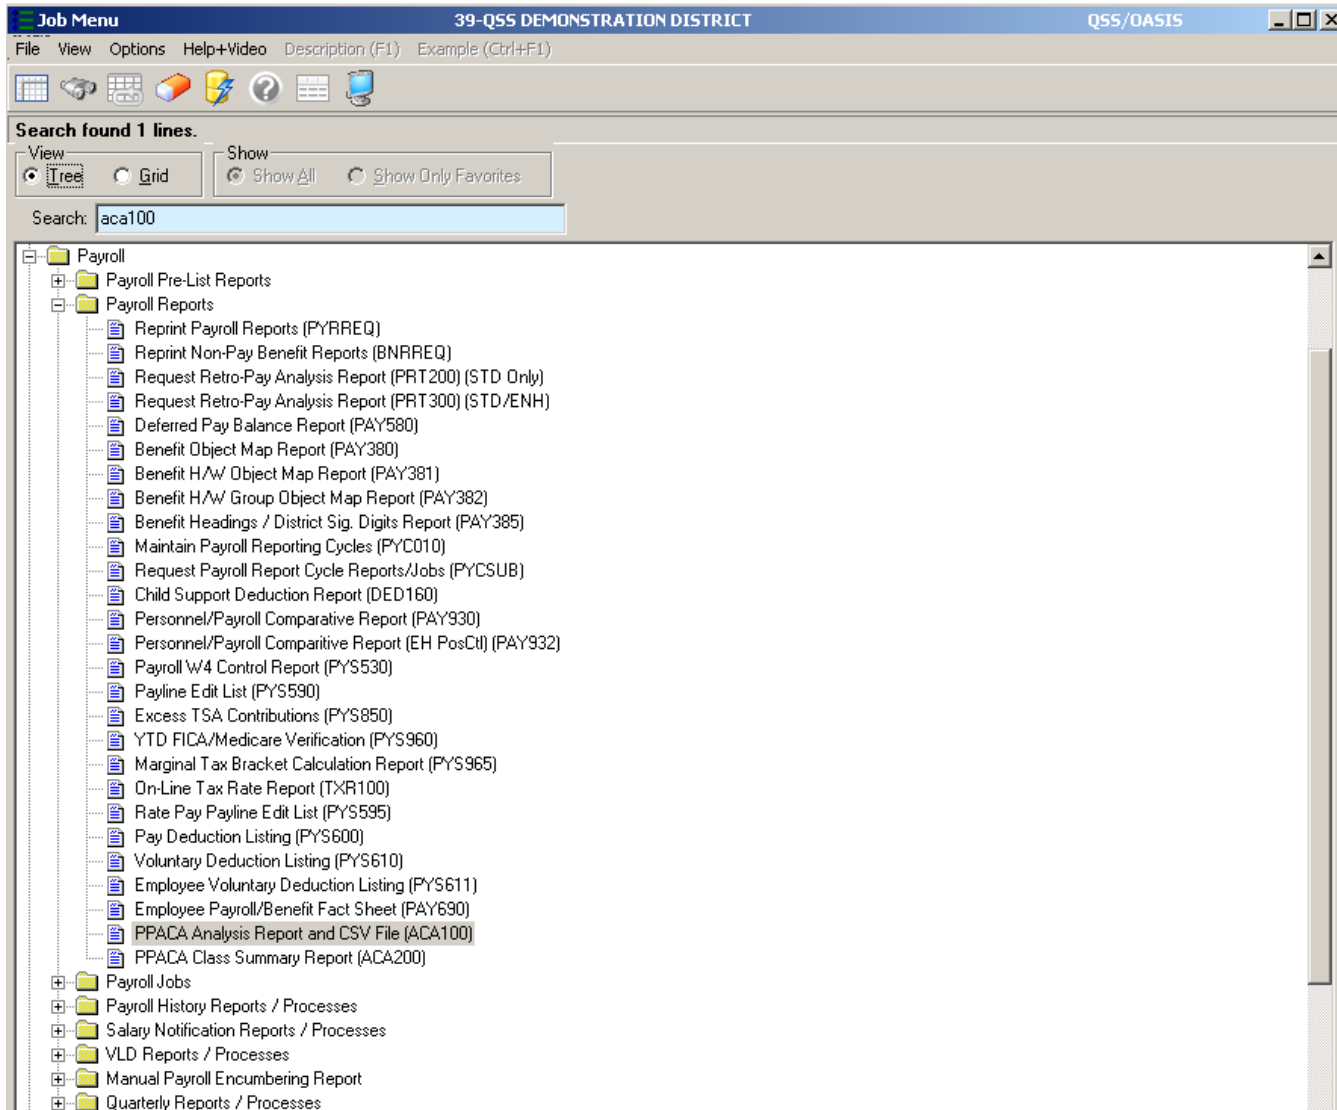 Job Menu 39-QSS DEMONSTRATION DISTRICT QSS/OASIS
File View Options Help+Video Description (F1) Example (Ctrl+F1)
Search found 1 lines.
View Show
Tree Grid Show All Show Only Favorites
Search: aca100
Payroll
Payroll Pre-List Reports
Payroll Reports
Reprint Payroll Reports (PYRREQ)
Reprint Non-Pay Benefit Reports (BNRREQ)
Request Retro-Pay Analysis Report (PRT200) (STD Only)
Request Retro-Pay Analysis Report (PRT300) (STD/ENH)
Deferred Pay Balance Report (PAY580)
Benefit Object Map Report (PAY380)
Benefit H/W Object Map Report (PAY381)
Benefit H/W Group Object Map Report (PAY382)
Benefit Headings / District Sig. Digits Report (PAY385)
Maintain Payroll Reporting Cycles (PYC010)
Request Payroll Report Cycle Reports/Jobs (PYCSUB)
Child Support Deduction Report (DED160)
Personnel/Payroll Comparative Report (PAY930)
Personnel/Payroll Comparitive Report (EH PosCtl) (PAY932)
Payroll W4 Control Report (PYS530)
Payline Edit List (PYS590)
Excess TSA Contributions (PYS850)
YTD FICA/Medicare Verification (PYS960)
Marginal Tax Bracket Calculation Report (PYS965)
On-Line Tax Rate Report (TXR100)
Rate Pay Payline Edit List (PYS595)
Pay Deduction Listing (PYS600)
Voluntary Deduction Listing (PYS610)
Employee Voluntary Deduction Listing (PYS611)
Employee Payroll/Benefit Fact Sheet (PAY690)
PPACA Analysis Report and CSV File (ACA100)
PPACA Class Summary Report (ACA200)
Payroll Jobs
Payroll History Reports / Processes
Salary Notification Reports / Processes
VLD Reports / Processes
Manual Payroll Encumbering Report
Quarterly Reports / Processes